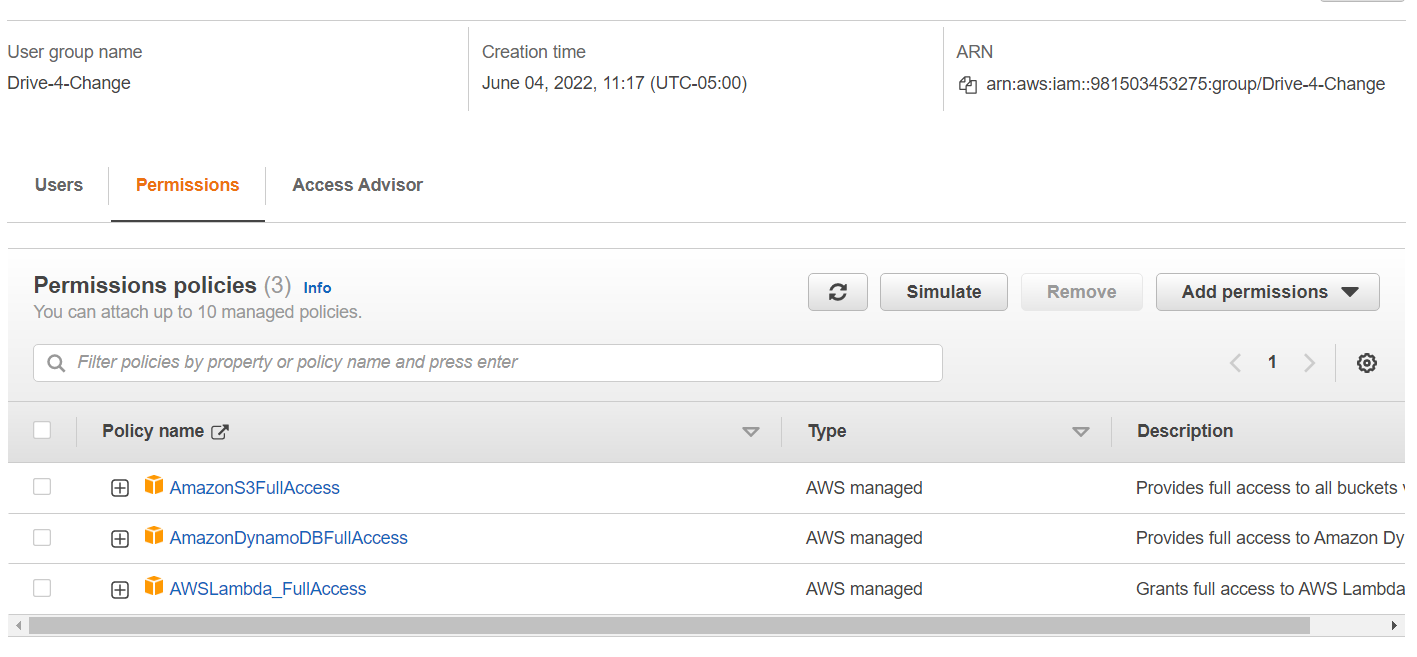 User group name
Drive-4-Change
Creation time
June 04, 2022, 11:17 (UTC-05:00)
ARN
arn:aws:iam::981503453275:group/Drive-4-Change
Users
Permissions
Access Advisor
Permissions policies (3) Info
You can attach up to 10 managed policies.
Simulate
Remove
Add permissions
Filter policies by property or policy name and press enter
1
Policy name
Type
Description
AmazonS3FullAccess
AWS managed
Provides full access to all buckets
AmazonDynamoDBFullAccess
AWS managed
Provides full access to Amazon Dy
AWSLambda_FullAccess
AWS managed
Grants full access to AWS Lambda